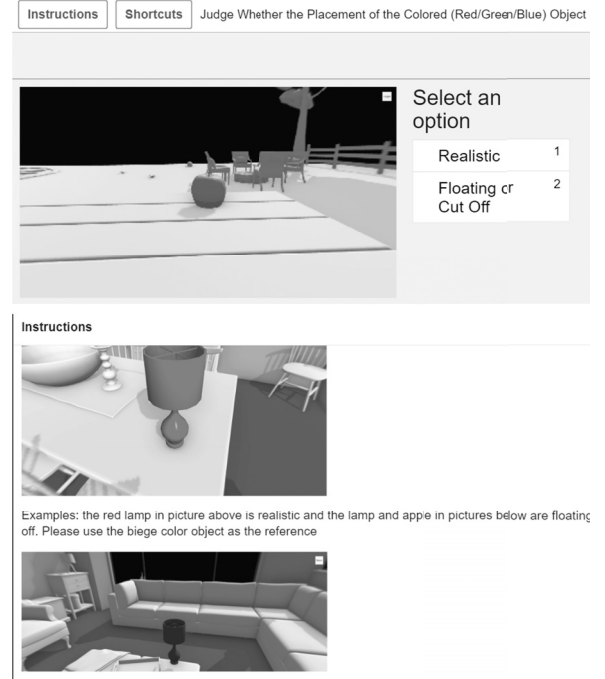 Instructions
Shortcuts
Judge Whether the Placement of the Colored (Red/Green/Blue) Object
Select an
option
Realistic 1
Floating or 2
Cut Off
Instructions
Examples: the red lamp in picture above is realistic and the lamp and apple in pictures below are floating
off. Please use the biege color object as the reference